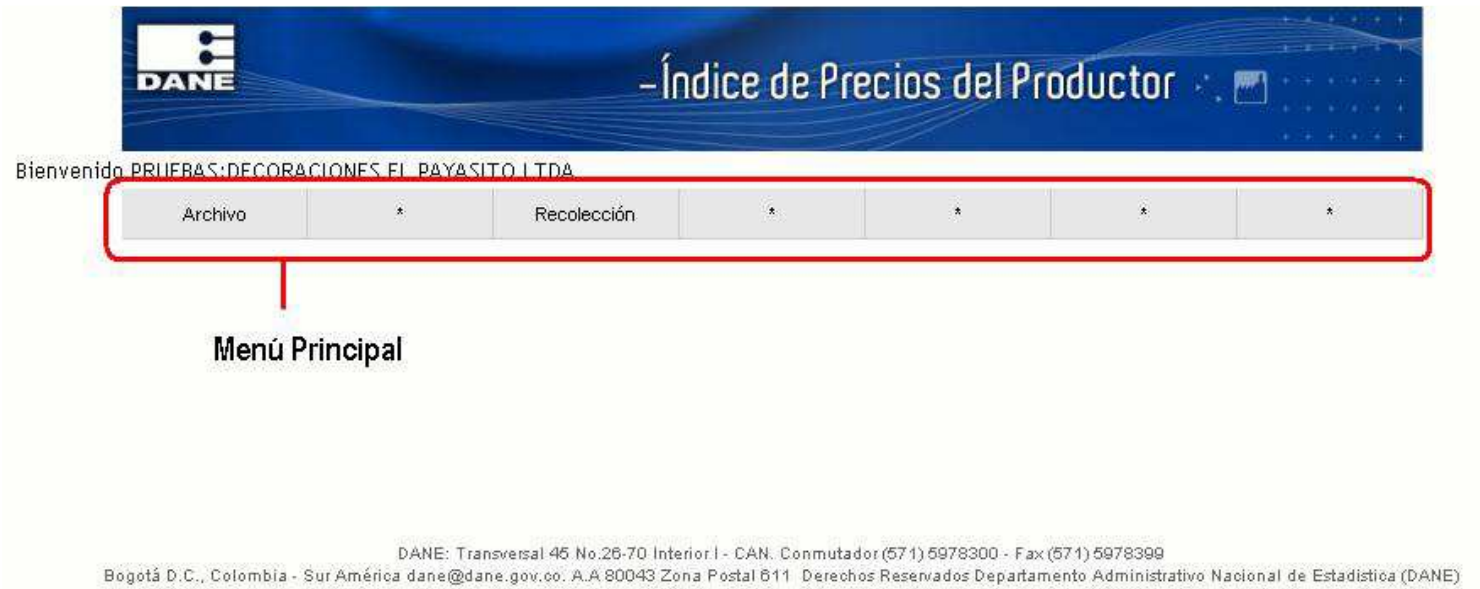 DANE
–Índice de Precios del Productor
Bienvenido PRUEBAS:DECORACIONES EL PAYASITO LTDA
Archivo * Recolección * * * *
Menú Principal
DANE: Transversal 45 No.26-70 Interior I - CAN. Conmutador (571) 5978300 - Fax (571) 5978399
Bogotá D.C., Colombia - Sur América dane@dane.gov.co. A.A 80043 Zona Postal 611 Derechos Reservados Departamento Administrativo Nacional de Estadistica (DANE)